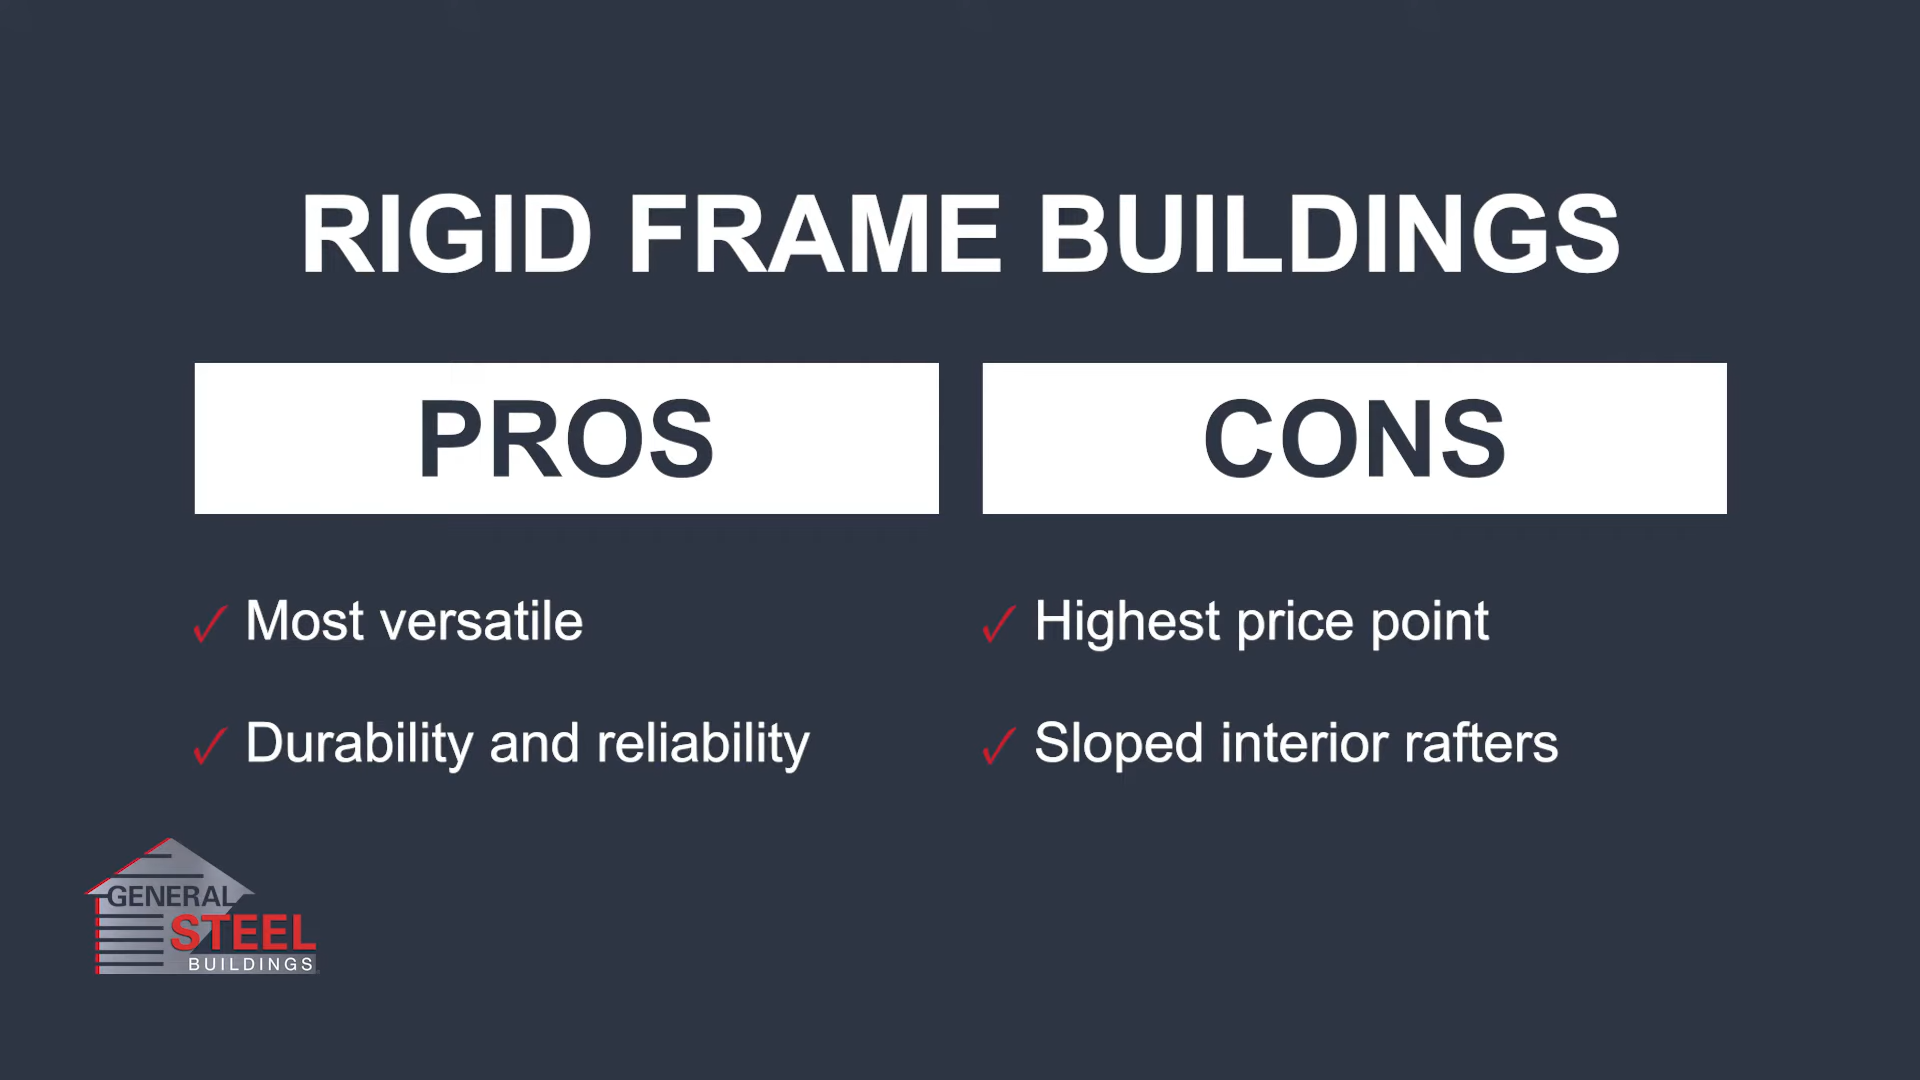 RIGID FRAME BUILDINGS
PROS
CONS
✓ Most versatile
✓ Durability and reliability
✓ Highest price point
✓ Sloped interior rafters
GENERAL
STEEL
BUILDINGS